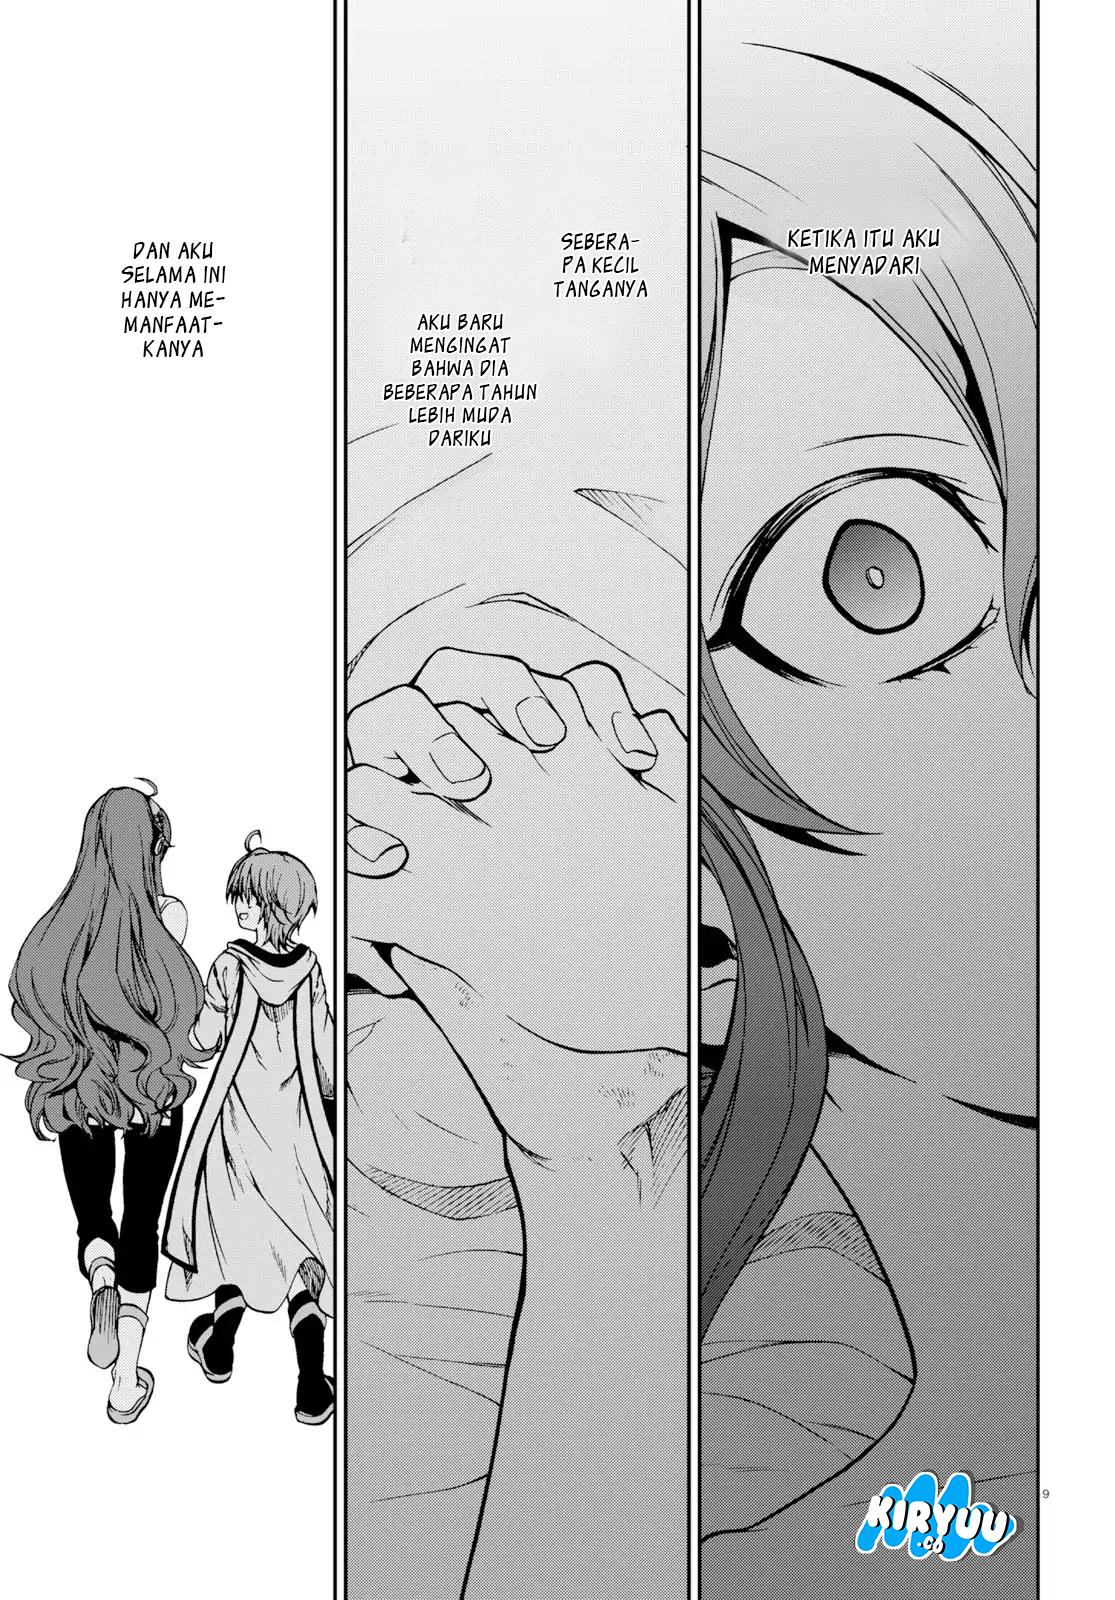 KETIKA ITU AKU
MENYADARI
SEBERA-
PA KECIL
TANGANYA
AKU BARU
MENGINGAT
BAHWA DIA
BEBERAPA TAHUN
LEBIH MUDA
DARIKU
DAN AKU
SELAMA INI
HANYA ME-
MANFAAT-
KANYA
9
KIRYUU
.CO